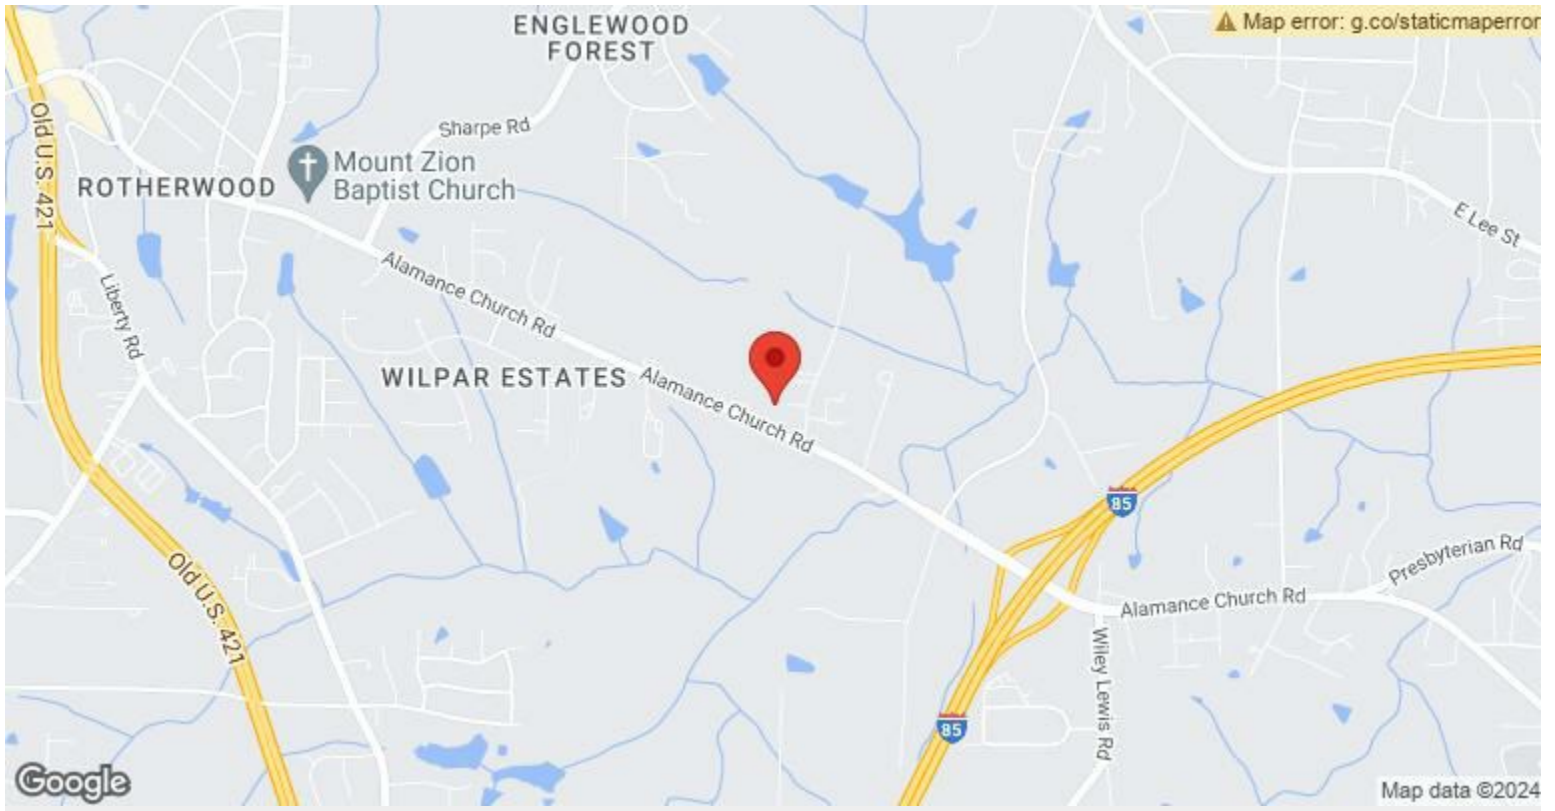 ENGLEWOOD
FOREST
Map error: g.co/staticmaperror
Old U.S. 421
Sharpe Rd
Mount Zion
Baptist Church
ROTHERWOOD
E Lee St
Alamance Church Rd
Liberty Rd
WILPAR ESTATES
Alamance Church Rd
85
Presbyterian Rd
Old U.S. 421
Alamance Church Rd
Wiley Lewis Rd
85
Google
Map data ©2024